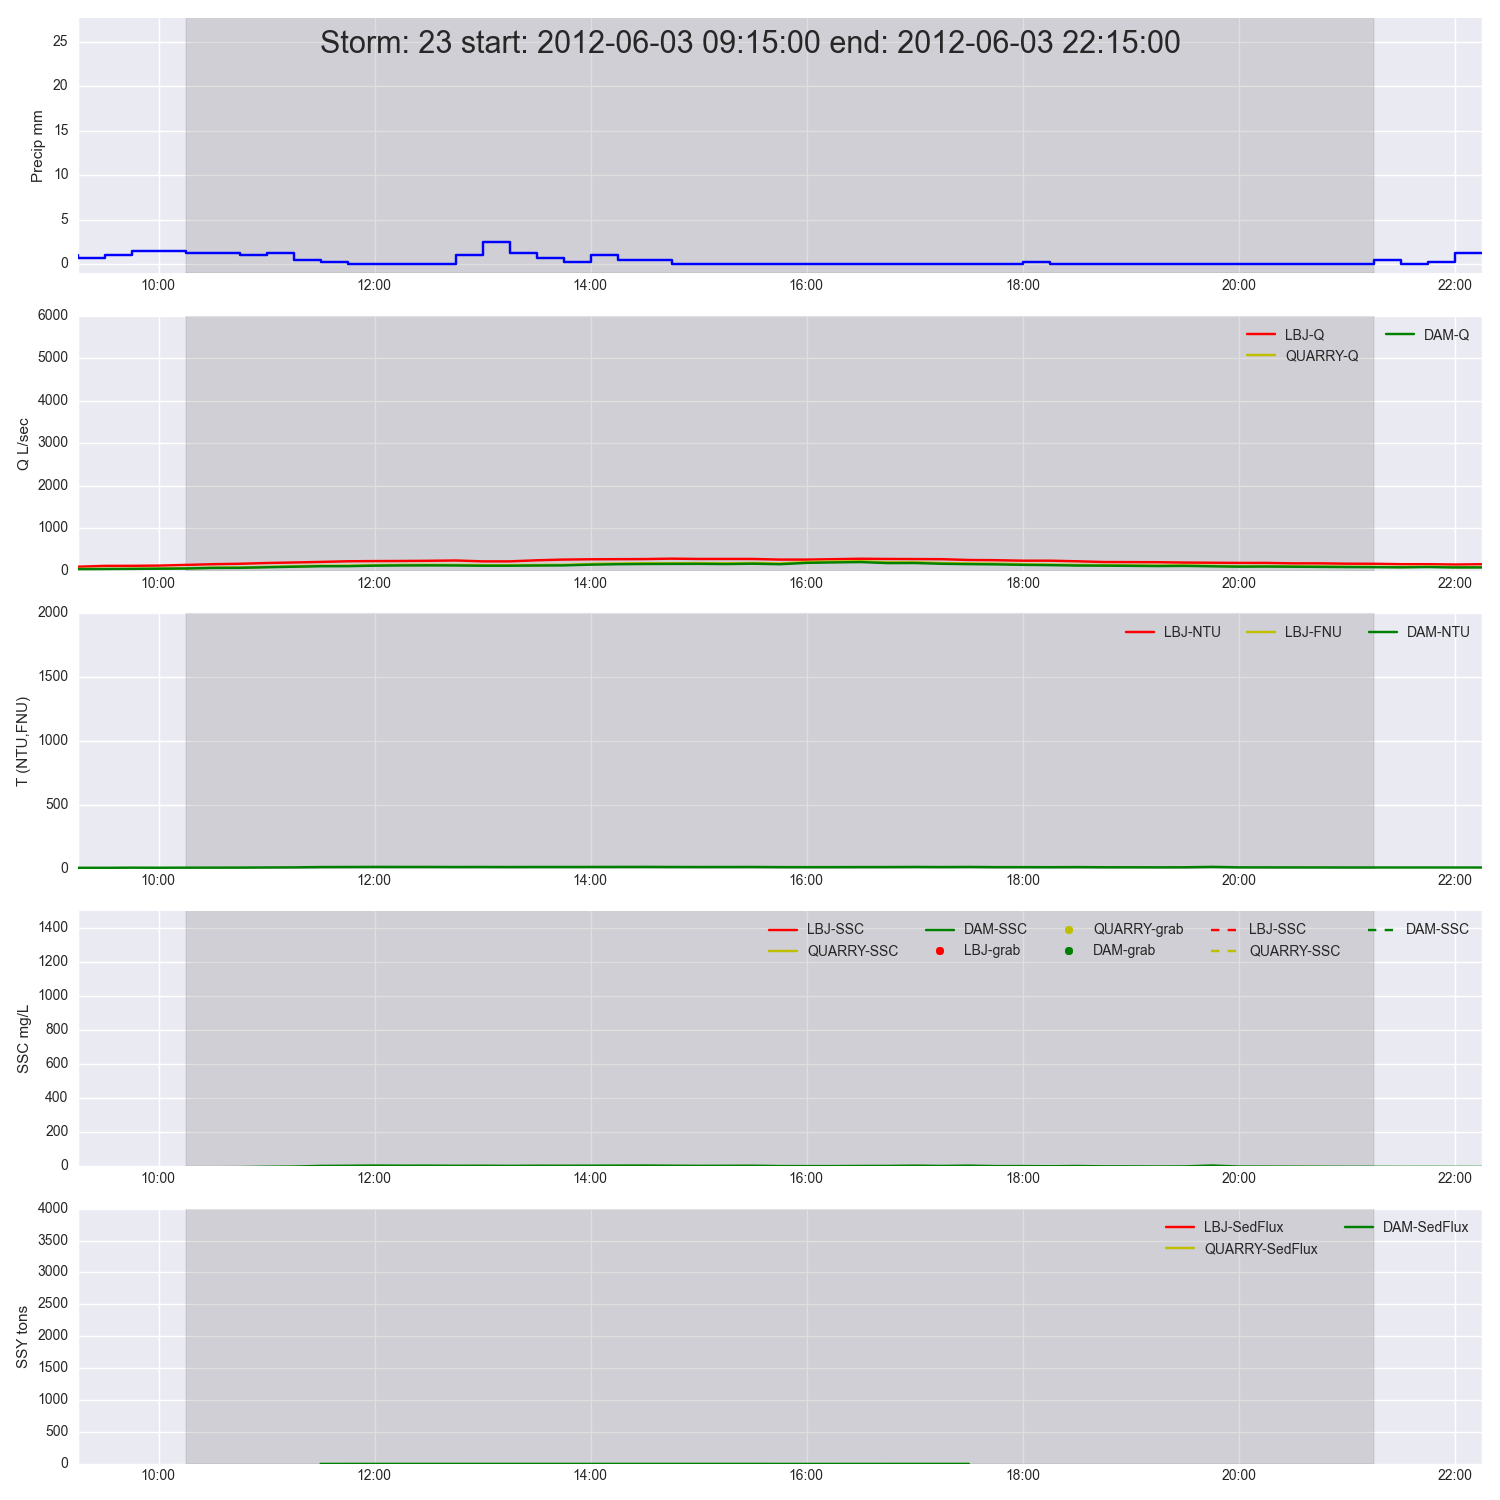 Storm: 23 start: 2012-06-03 09:15:00 end: 2012-06-03 22:15:00
Precip mm
25
20
15
10
5
0
10:00 12:00 14:00 16:00 18:00 20:00 22:00
Q L/sec
6000
5000
4000
3000
2000
1000
0
LBJ-Q DAM-Q
QUARRY-Q
10:00 12:00 14:00 16:00 18:00 20:00 22:00
T (NTU,FNU)
2000
1500
1000
500
0
LBJ-NTU LBJ-FNU DAM-NTU
10:00 12:00 14:00 16:00 18:00 20:00 22:00
SSC mg/L
1400
1200
1000
800
600
400
200
0
LBJ-SSC DAM-SSC QUARRY-grab LBJ-SSC DAM-SSC
QUARRY-SSC LBJ-grab DAM-grab QUARRY-SSC
10:00 12:00 14:00 16:00 18:00 20:00 22:00
SSY tons
4000
3500
3000
2500
2000
1500
1000
500
0
LBJ-SedFlux DAM-SedFlux
QUARRY-SedFlux
10:00 12:00 14:00 16:00 18:00 20:00 22:00